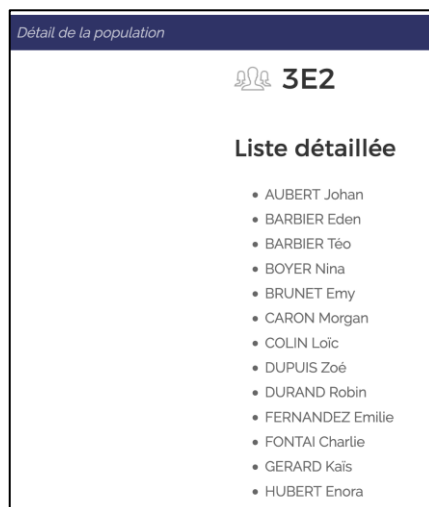 Détail de la population
3E2
Liste détaillée
AUBERT Johan
BARBIER Eden
BARBIER Téo
BOYER Nina
BRUNET Emy
CARON Morgan
COLIN Loïc
DUPUIS Zoé
DURAND Robin
FERNANDEZ Emilie
FONTAI Charlie
GERARD Kaïs
HUBERT Enora